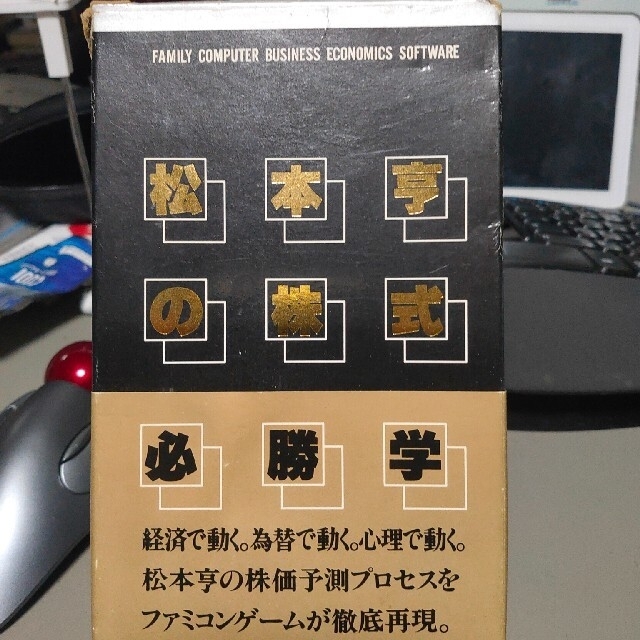 FAMILY COMPUTER BUSINESS ECONOMICS SOFTWARE
松本亨
の株式
必勝学
経済で動く。為替で動く。心理で動く。
松本亨の株価予測プロセスを
ファミコンゲームが徹底再現。